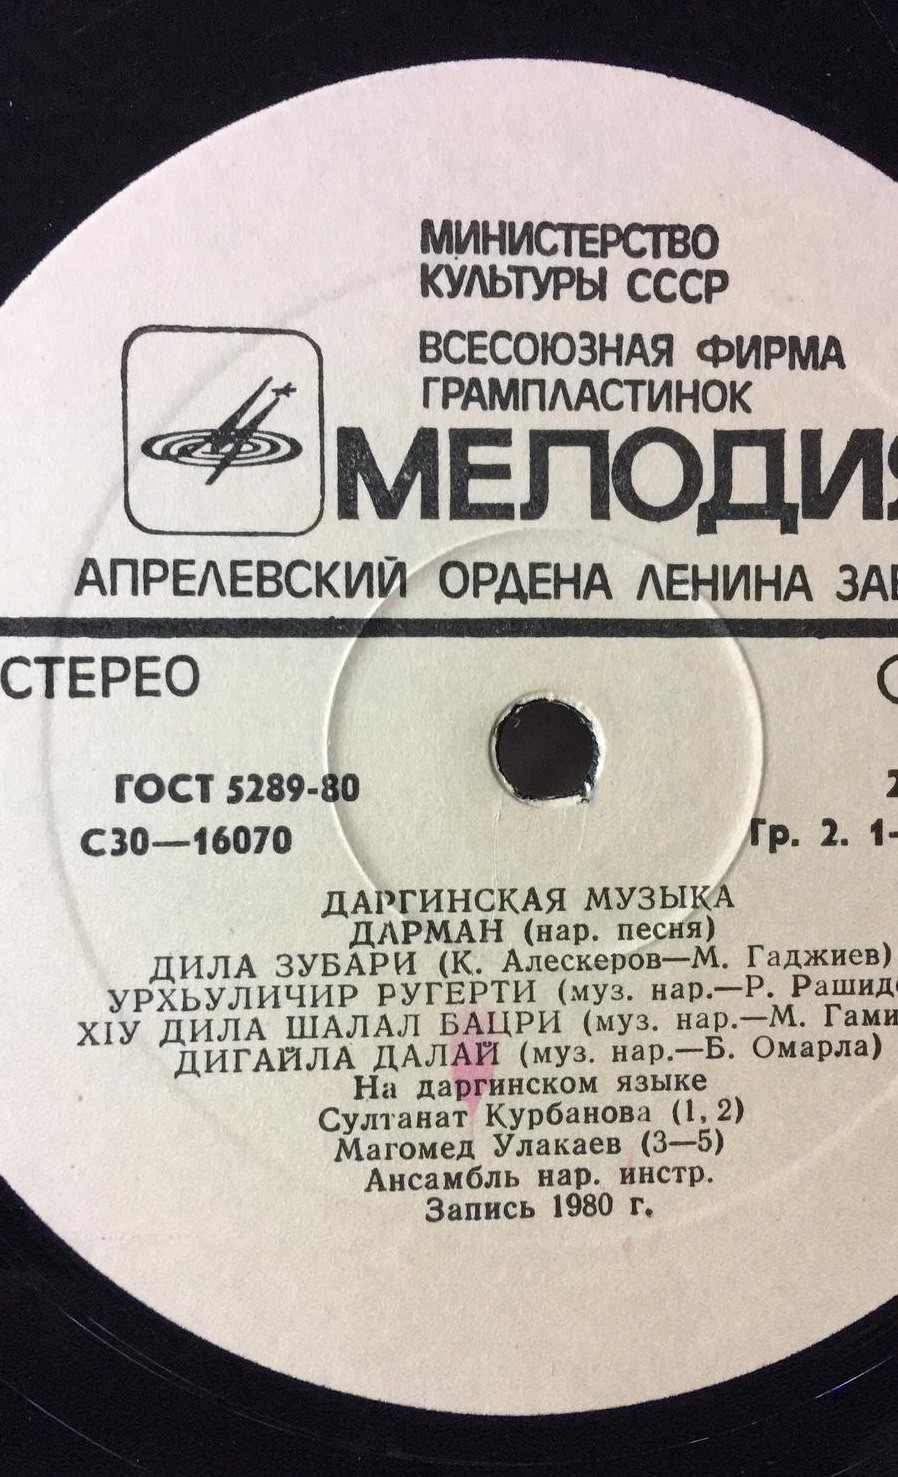 МИНИСТЕРСТВО
КУЛЬТУРЫ СССР
ВСЕСОЮЗНАЯ ФИРМА
ГРАМПЛАСТИНОК
МЕЛОДИЯ
АПРЕЛЕВСКИЙ ОРДЕНА ЛЕНИНА
СТЕРЕО
ГОСТ 5289-80
С30—16070
Гр. 2. 1-
ДАРГИНСКАЯ МУЗЫКА
ДАРМАН (нар. песня)
ДИЛА ЗУБАРИ (К. Алескеров—М. Гаджиев)
УРХЬУЛИЧИР РУГЕРТИ (муз. нар.—Р.
ХIУ ДИЛА ШАЛАЛ БАЦРИ (муз. нар.—М.
ДИГАЙЛА ДАЛАЙ (муз. нар.—Б. Омарла)
На даргинском языке
Султанат Курбанова (1, 2)
Магомед Улакаев (3—5)
Ансамбль нар. инстр.
Запись 1980 г.